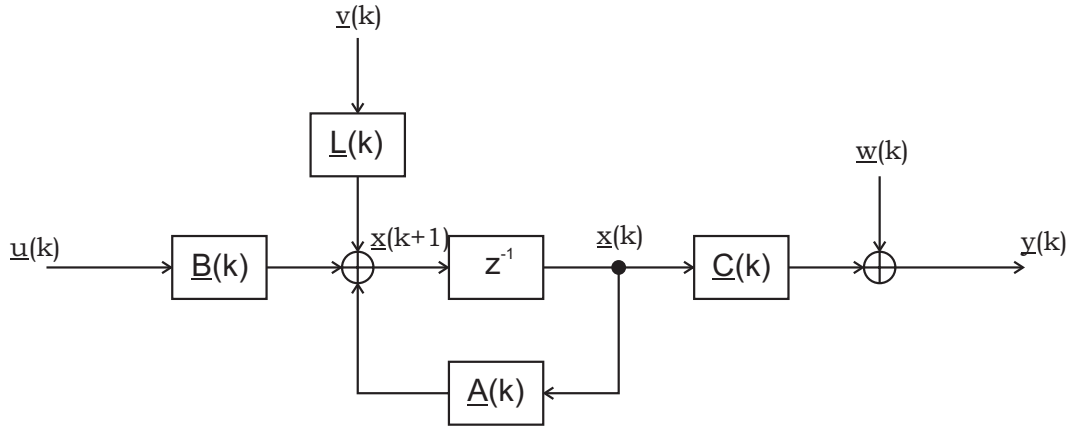 v(k)
L(k)
w(k)
u(k)
B(k)
x(k+1)
z⁻¹
x(k)
C(k)
y(k)
A(k)